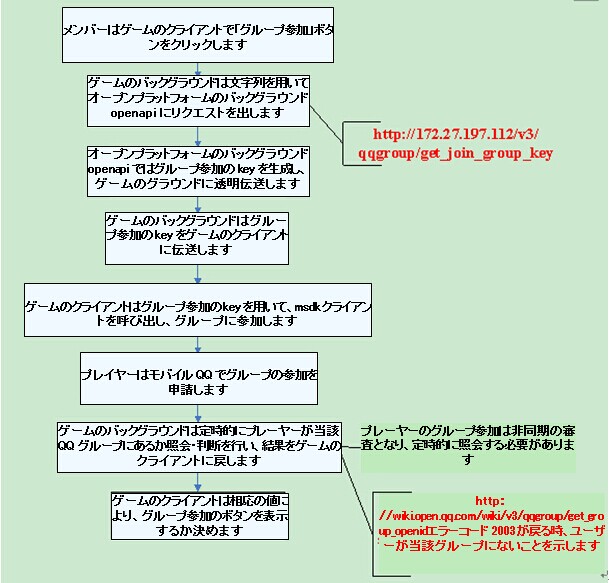 メンバーはゲームのクライアントで「グループ参加」ボタ
ンをクリックします
ゲームのバックグラウンドは文字列を用いて
オープンプラットフォームのバックグラウンド
openapiにリクエストを出します
http://172.27.197.112/v3/
qqgroup/get_join_group_key
オープンプラットフォームのバックグラウンド
openapiではグループ参加のkeyを生成し、
ゲームのグラウンドに透明伝送します
ゲームのバックグラウンドはグルー
プ参加のkeyをゲームのクライアント
に伝送します
ゲームのクライアントはグループ参加のkeyを用いて、msdkクライアン
トを呼び出し、グループに参加します
プレイヤーはモバイルQQでグループの参加を
申請します
ゲームのバックグラウンドは定時的にプレーヤーが当該
QQグループにあるか照会・判断を行い、結果をゲームの
クライアントに戻します
プレーヤーのグループ参加は非同期の審
査となり、定時的に照会する必要がありま
す
ゲームのクライアントは相応の値に
より、グループ参加のボタンを表示
するか決めます
http:
//wiki.open.qq.com/wiki/v3/qqgroup/get_gro
up_openidエラーコード2003が戻る時、ユーザ
ーが当該グループにないことを示します